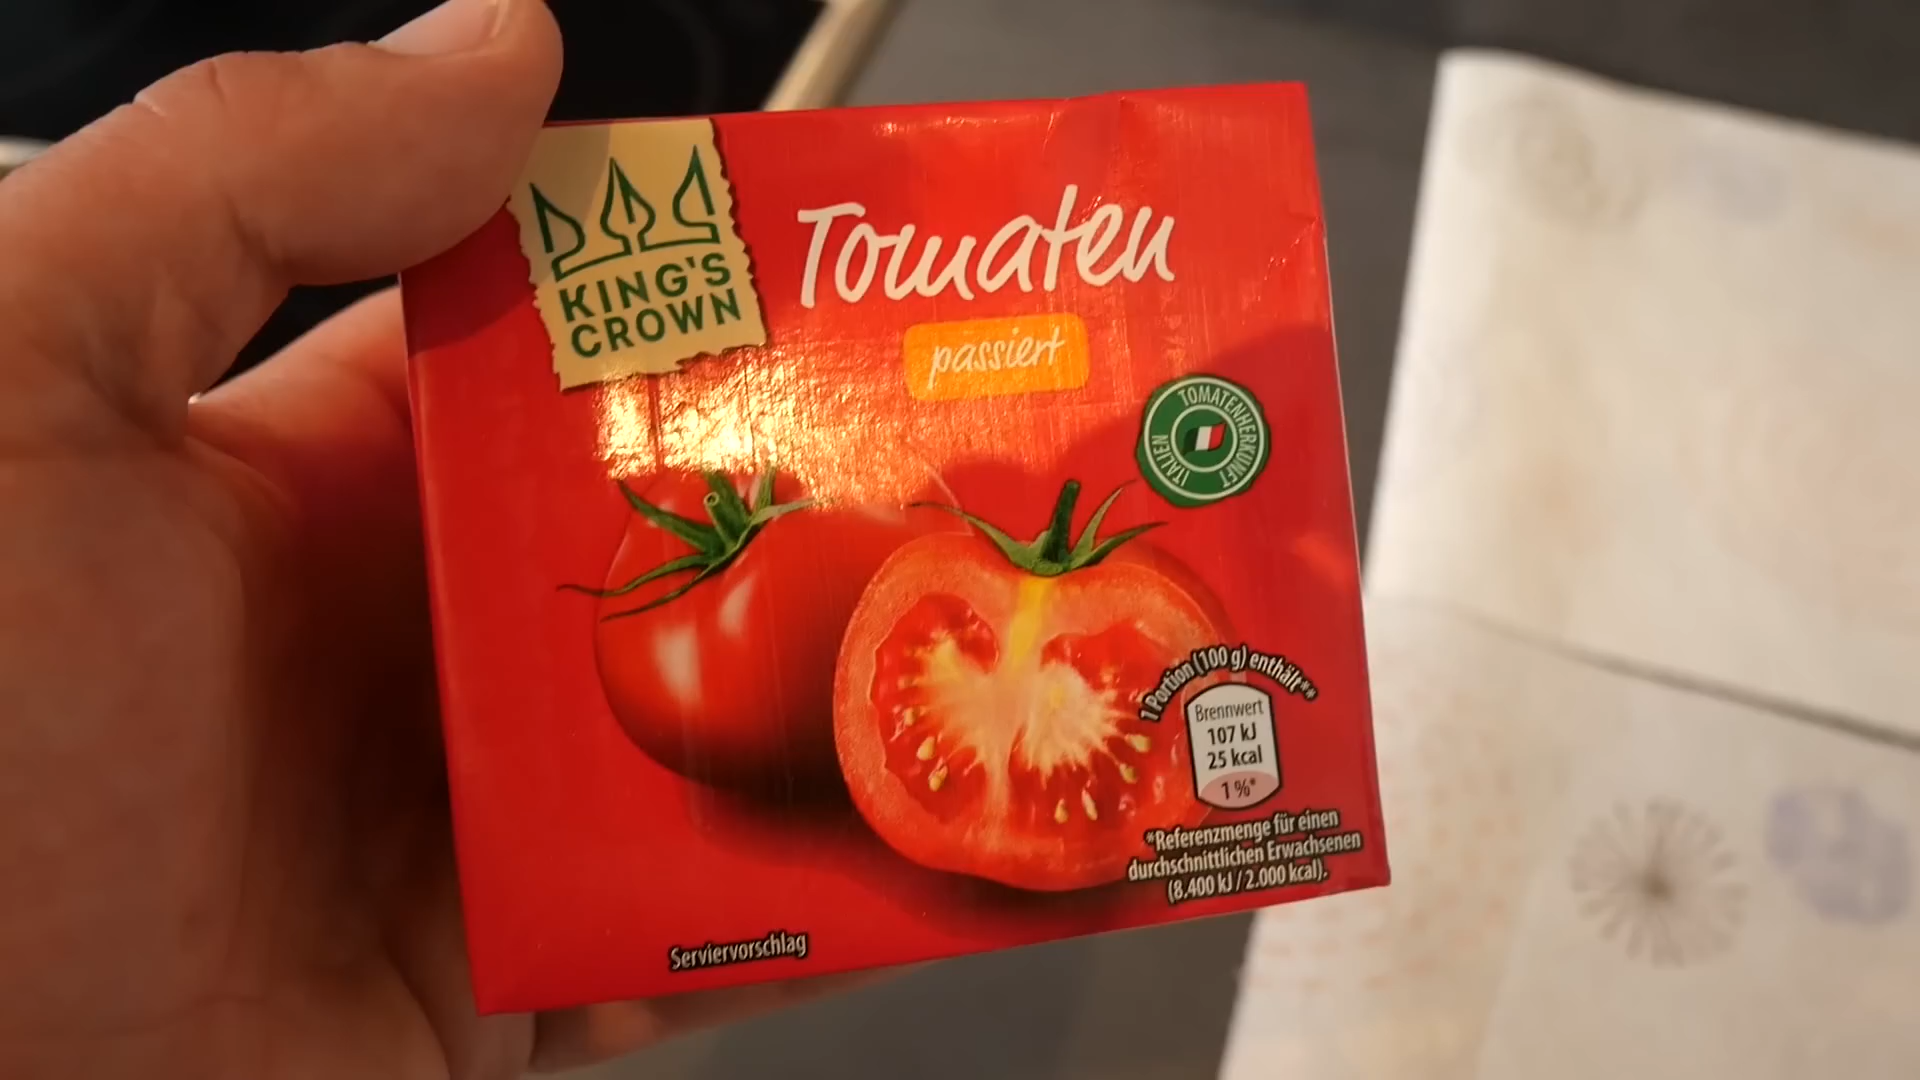 KING'S
CROWN
Tomaten
passiert
TOMATENHERKUNFT
ITALIEN
1 Portion (100 g) enthält**
Brennwert
107 kJ
25 kcal
1 %*
*Referenzmenge für einen
durchschnittlichen Erwachsenen
(8.400 kJ / 2.000 kcal).
Serviervorschlag